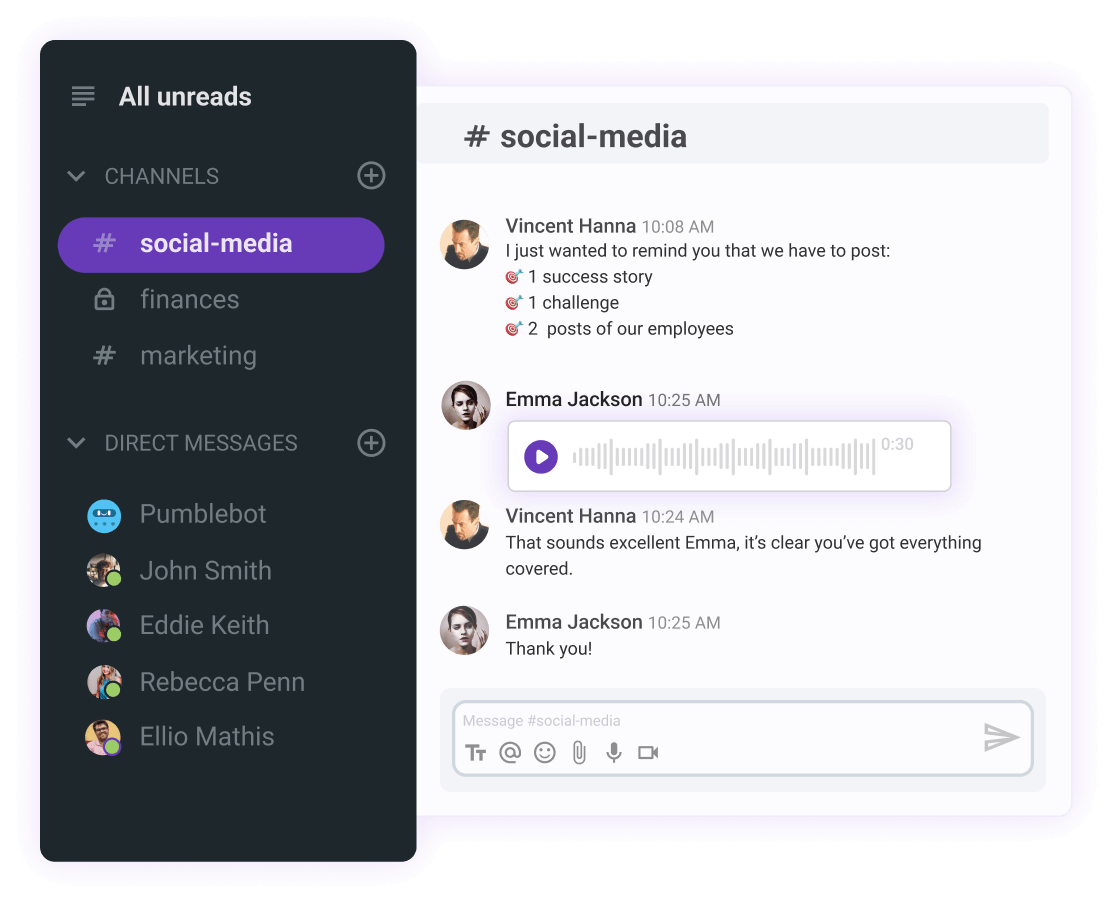 All unreads
CHANNELS
# social-media
finances
# marketing
DIRECT MESSAGES
Pumblebot
John Smith
Eddie Keith
Rebecca Penn
Ellio Mathis
# social-media
Vincent Hanna 10:08 AM
I just wanted to remind you that we have to post:
🎯 1 success story
🎯 1 challenge
🎯 2 posts of our employees
Emma Jackson 10:25 AM
0:30
Vincent Hanna 10:24 AM
That sounds excellent Emma, it’s clear you’ve got everything
covered.
Emma Jackson 10:25 AM
Thank you!
Message #social-media
Tт @